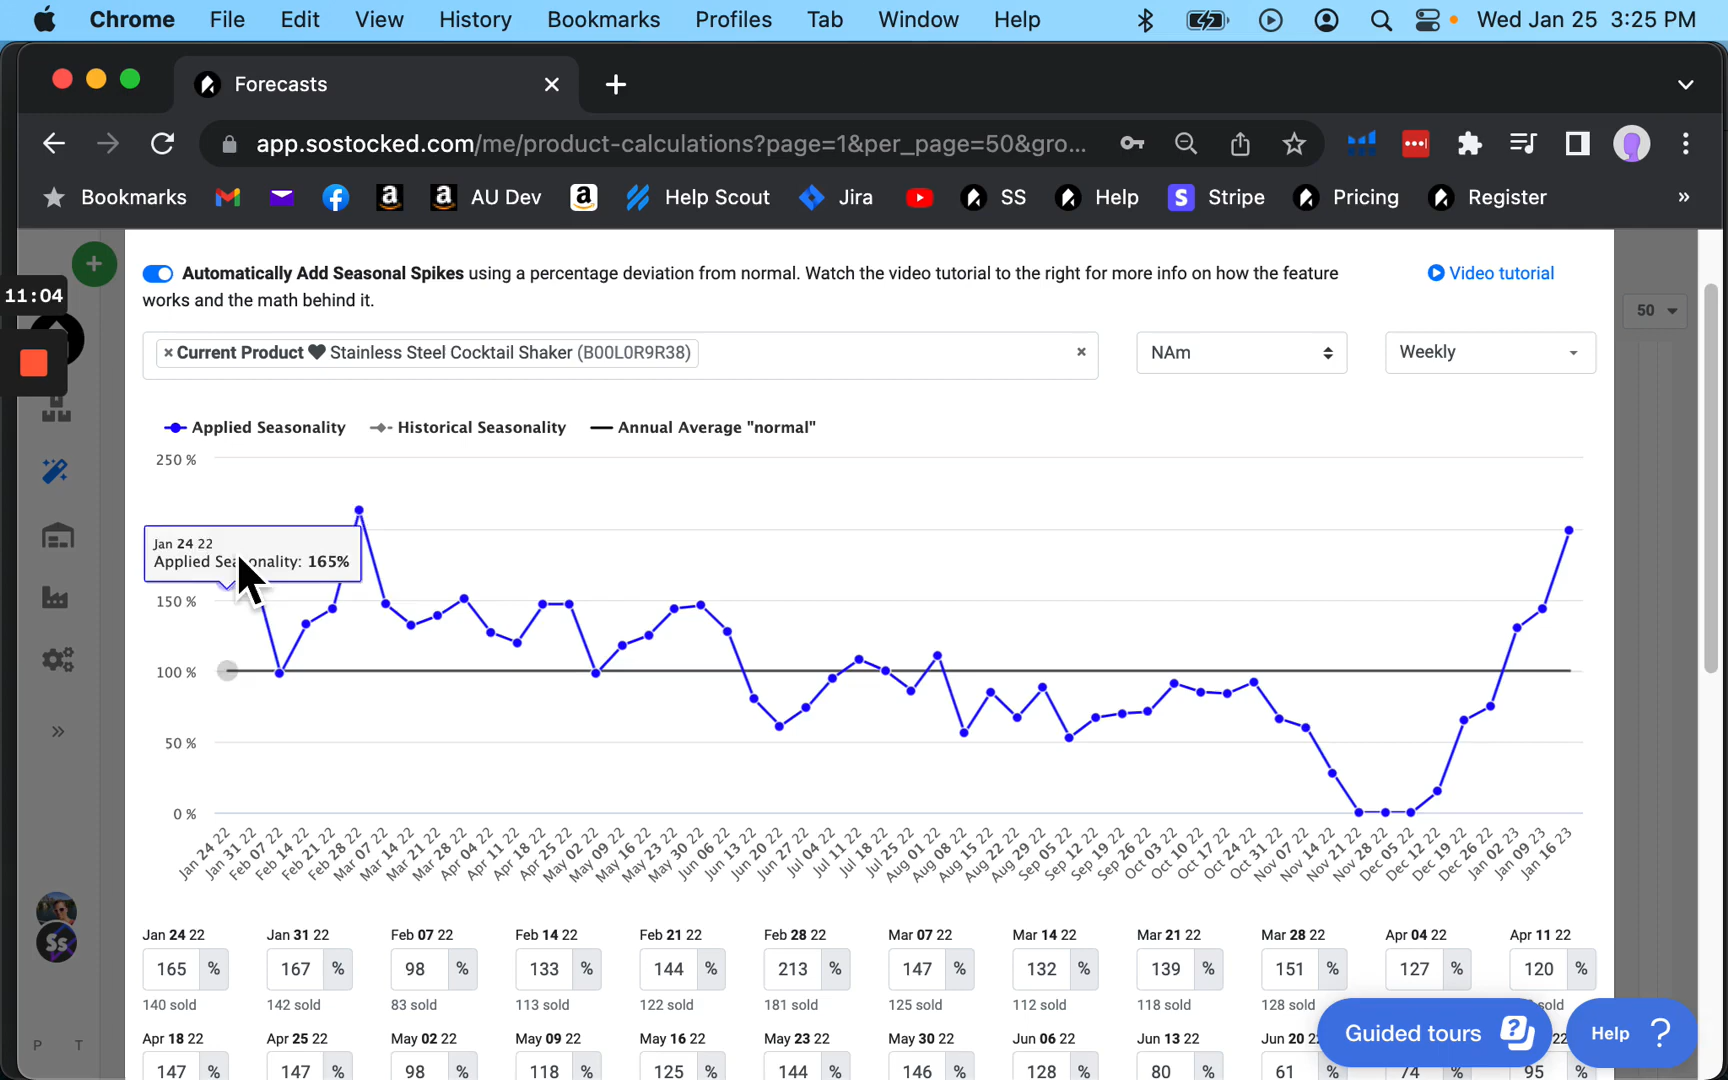 Chrome File Edit View History Bookmarks Profiles Tab Window Help Wed Jan 25 3:25 PM
Forecasts
app.sostocked.com/me/product-calculations?page=1&per_page=50&gro...
Bookmarks AU Dev Help Scout Jira SS Help Stripe Pricing Register »
11:04
Automatically Add Seasonal Spikes using a percentage deviation from normal. Watch the video tutorial to the right for more info on how the feature
works and the math behind it.
Video tutorial
50
× Current Product 🖤 Stainless Steel Cocktail Shaker (B00L0R9R38) ×
NAm
Weekly
Applied Seasonality Historical Seasonality Annual Average "normal"
250 %
Jan 24 22
Applied Seasonality: 165%
150 %
100 %
50 %
0 %
Jan 24 22 Jan 31 22 Feb 07 22 Feb 14 22 Feb 21 22 Feb 28 22 Mar 07 22 Mar 14 22 Mar 21 22 Mar 28 22 Apr 04 22 Apr 11 22 Apr 18 22 Apr 25 22 May 02 22 May 09 22 May 16 22 May 23 22 May 30 22 Jun 06 22 Jun 13 22 Jun 20 22 Jun 27 22 Jul 04 22 Jul 11 22 Jul 18 22 Jul 25 22 Aug 01 22 Aug 08 22 Aug 15 22 Aug 22 22 Aug 29 22 Sep 05 22 Sep 12 22 Sep 19 22 Sep 26 22 Oct 03 22 Oct 10 22 Oct 17 22 Oct 24 22 Oct 31 22 Nov 07 22 Nov 14 22 Nov 21 22 Nov 28 22 Dec 05 22 Dec 12 22 Dec 19 22 Dec 26 22 Jan 02 23 Jan 09 23 Jan 16 23
Jan 24 22 Jan 31 22 Feb 07 22 Feb 14 22 Feb 21 22 Feb 28 22 Mar 07 22 Mar 14 22 Mar 21 22 Mar 28 22 Apr 04 22 Apr 11 22
165 % 167 % 98 % 133 % 144 % 213 % 147 % 132 % 139 % 151 % 127 % 120 %
140 sold 142 sold 83 sold 113 sold 122 sold 181 sold 125 sold 112 sold 118 sold 128 sold sold
Apr 18 22 Apr 25 22 May 02 22 May 09 22 May 16 22 May 23 22 May 30 22 Jun 06 22 Jun 13 22 Jun 20 22
147 % 147 % 98 % 118 % 125 % 144 % 146 % 128 % 80 % 61 % 74 % 95 %
Guided tours
Help ?
Ss
P T